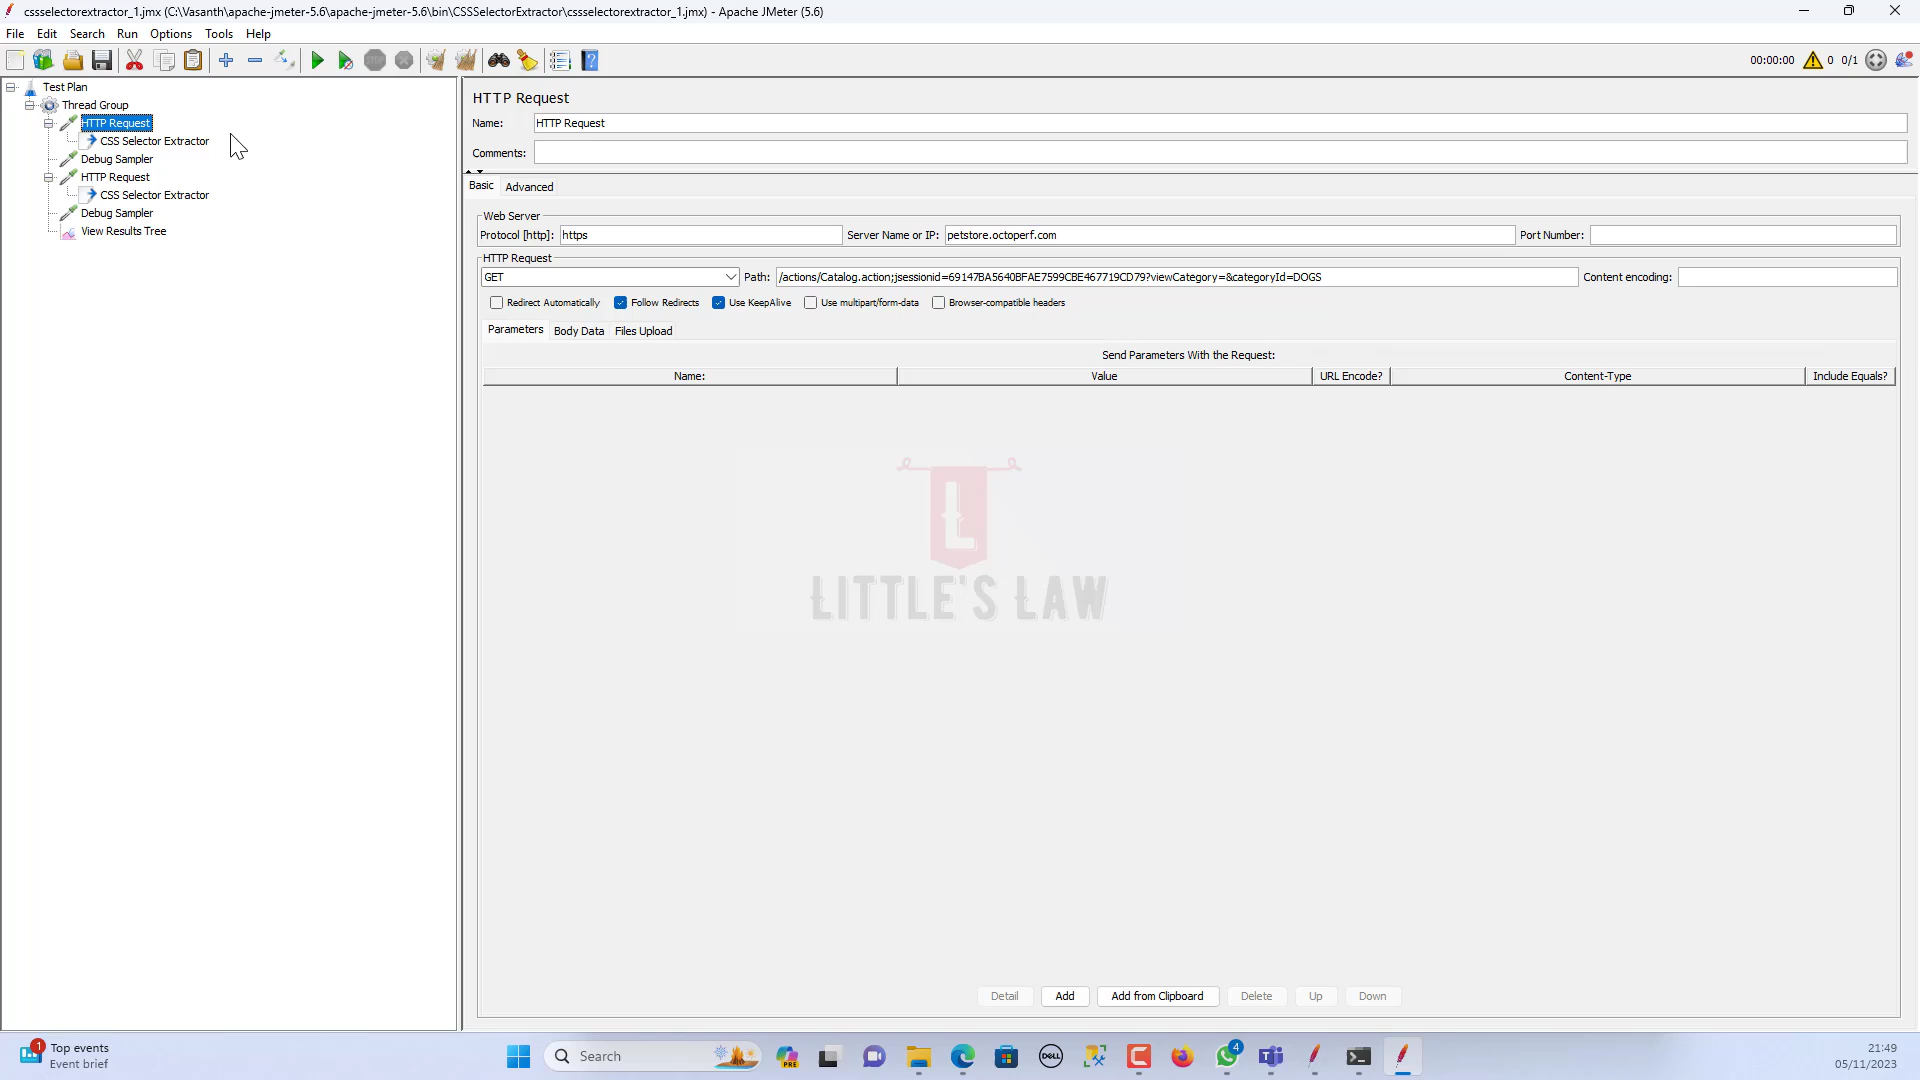 cssselectorextractor_1.jmx (C:\Vasanth\apache-jmeter-5.6\apache-jmeter-5.6\bin\CSSSelectorExtractor\cssselectorextractor_1.jmx) - Apache JMeter (5.6)
File Edit Search Run Options Tools Help
00:00:00 0 0/1
Test Plan
Thread Group
HTTP Request
CSS Selector Extractor
Debug Sampler
HTTP Request
CSS Selector Extractor
Debug Sampler
View Results Tree
HTTP Request
Name: HTTP Request
Comments:
Basic Advanced
Web Server
Protocol [http]: https Server Name or IP: petstore.octoperf.com Port Number:
HTTP Request
GET Path: /actions/Catalog.action;jsessionid=69147BA5640BFAE7599CBE467719CD79?viewCategory=&categoryId=DOGS Content encoding:
Redirect Automatically Follow Redirects Use KeepAlive Use multipart/form-data Browser-compatible headers
Parameters Body Data Files Upload
Send Parameters With the Request:
Name: Value URL Encode? Content-Type Include Equals?
L
LITTLE'S LAW
Detail Add Add from Clipboard Delete Up Down
1 Top events
Event brief
Search
PRE
DELL
4
21:49
05/11/2023